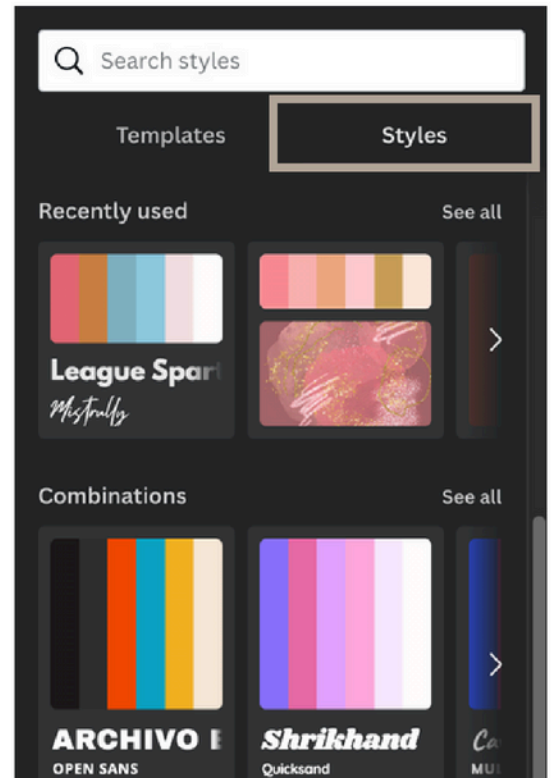 Search styles
Templates Styles
Recently used See all
League Spar
Mistrully
Combinations See all
ARCHIVO
OPEN SANS
Shrikhand
Quicksand